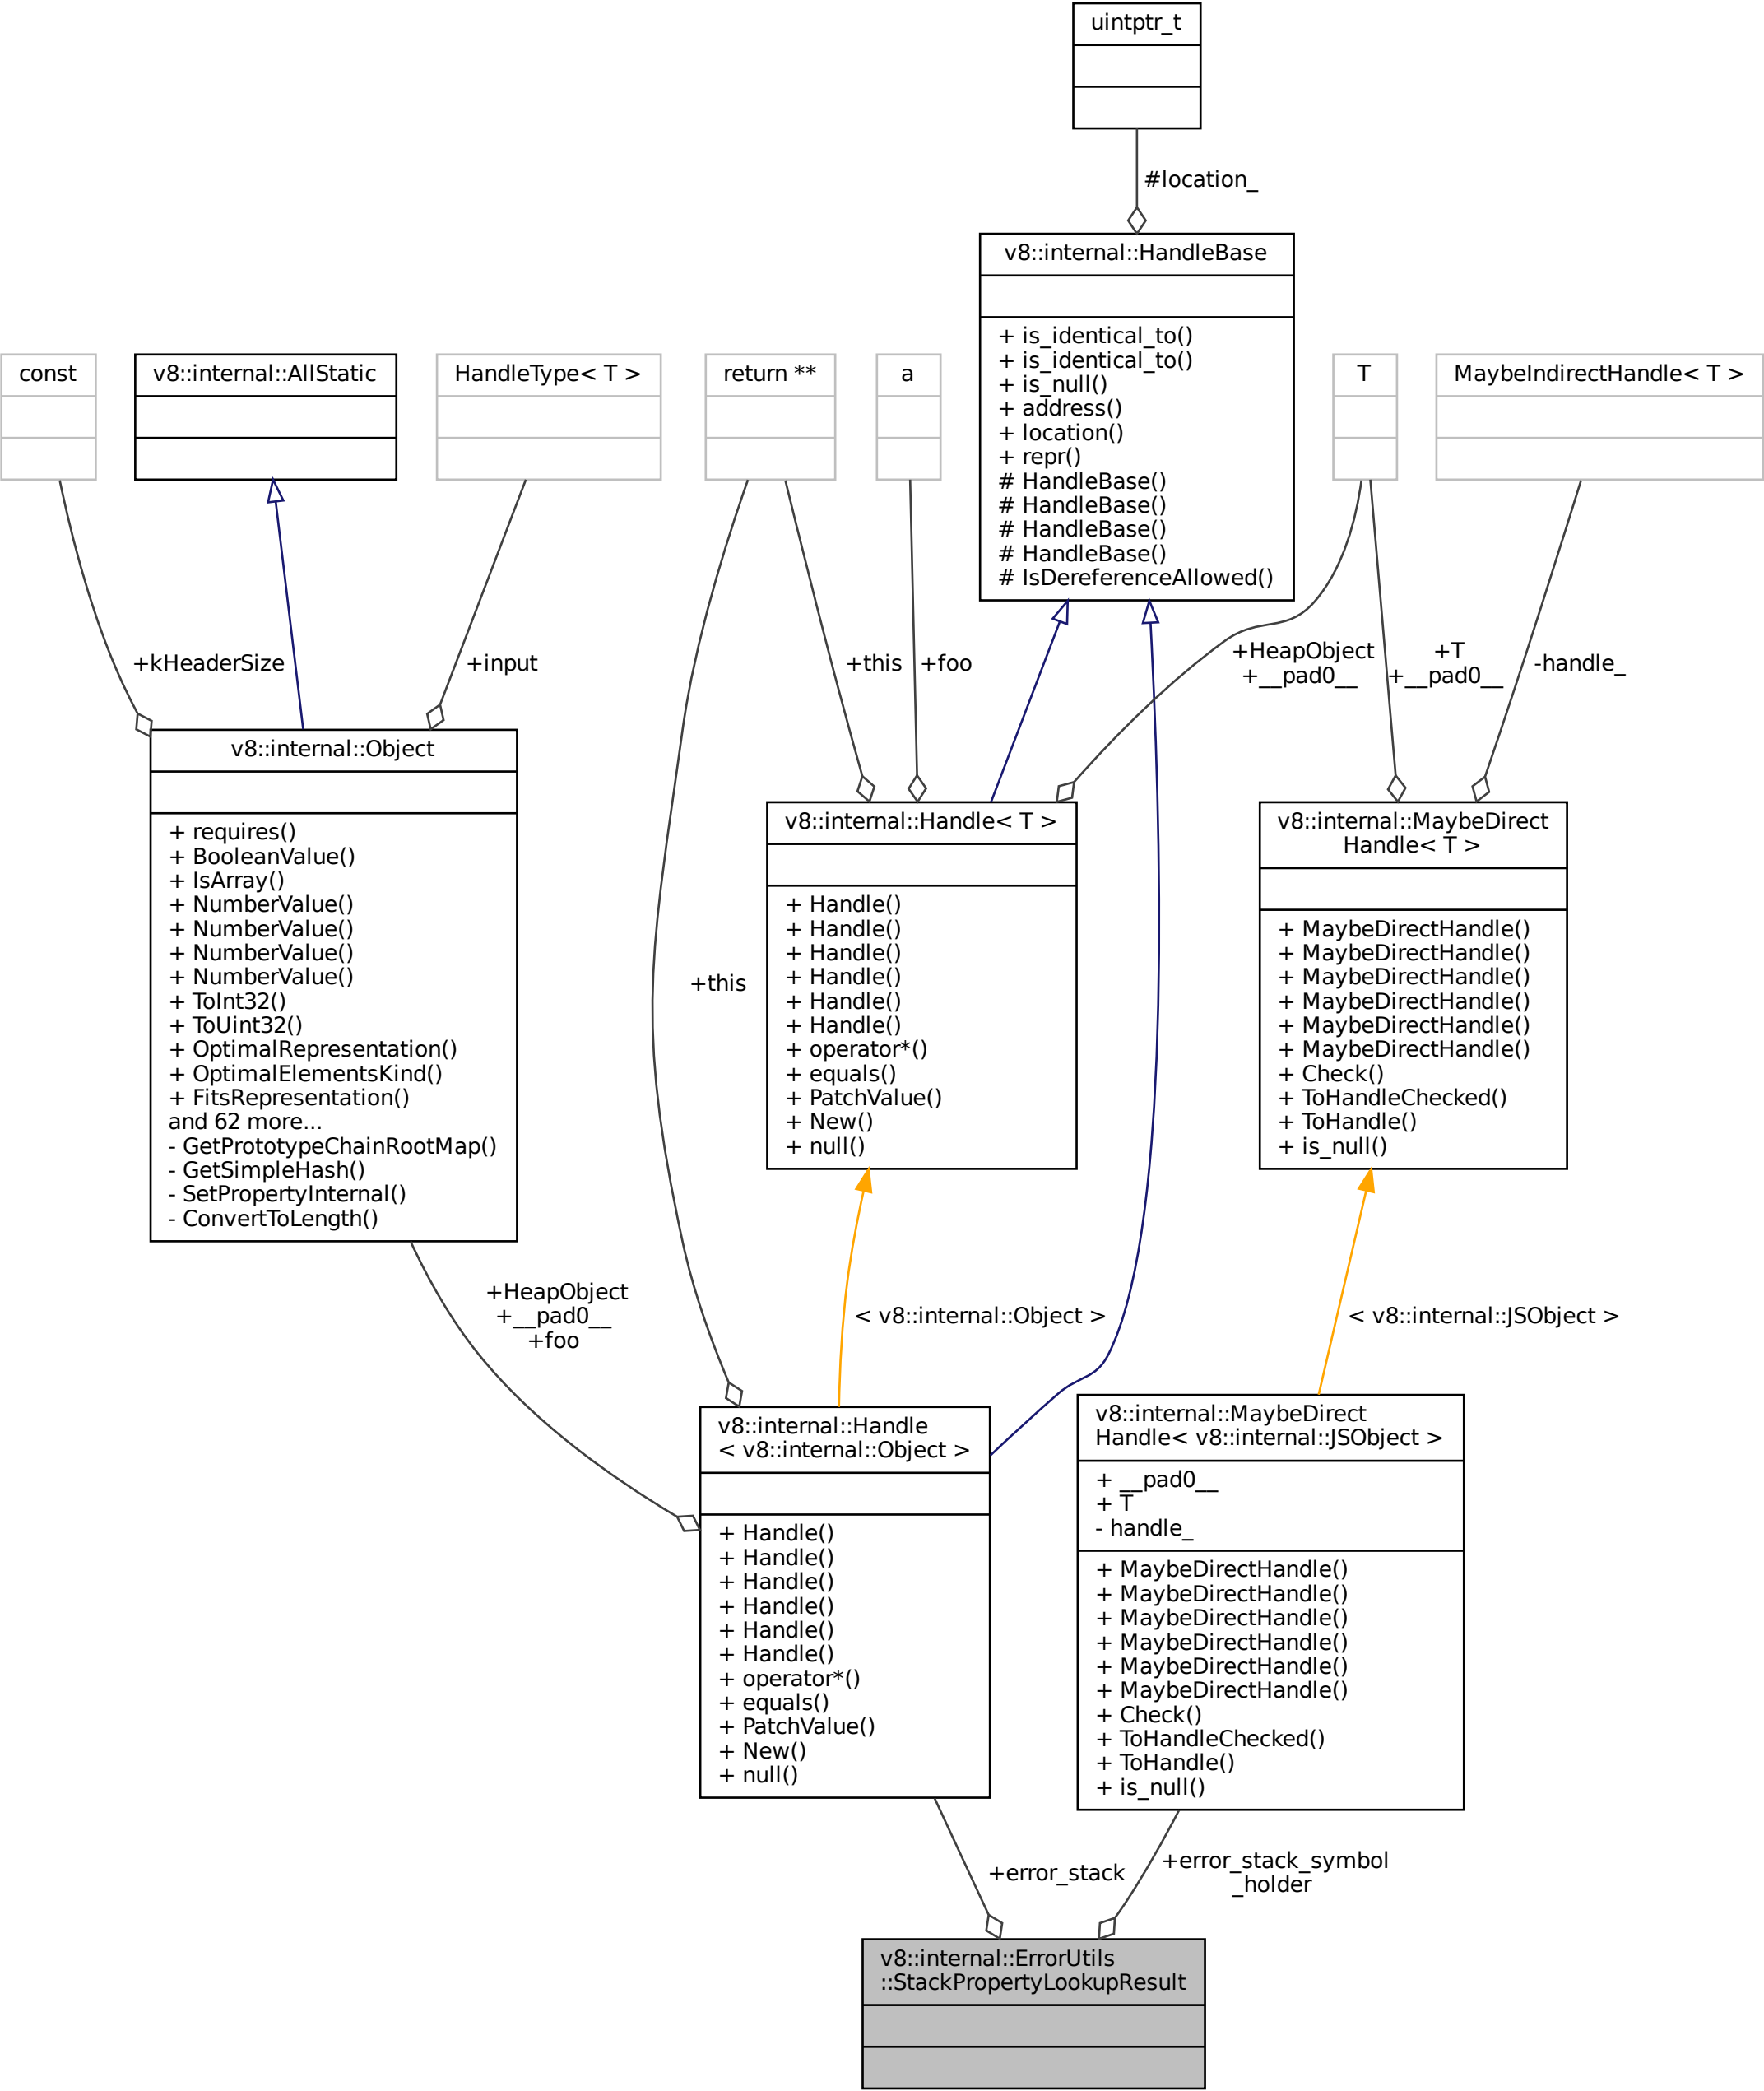 uintptr_t
#location_
v8::internal::HandleBase
+ is_identical_to()
+ is_identical_to()
+ is_null()
+ address()
+ location()
+ repr()
# HandleBase()
# HandleBase()
# HandleBase()
# HandleBase()
# IsDereferenceAllowed()
const
v8::internal::AllStatic
HandleType< T >
return **
a
T
MaybeIndirectHandle< T >
+kHeaderSize
+input
+this
+foo
+HeapObject
+__pad0__
+T
+__pad0__
-handle_
v8::internal::Object
+ requires()
+ BooleanValue()
+ IsArray()
+ NumberValue()
+ NumberValue()
+ NumberValue()
+ NumberValue()
+ ToInt32()
+ ToUint32()
+ OptimalRepresentation()
+ OptimalElementsKind()
+ FitsRepresentation()
and 62 more...
- GetPrototypeChainRootMap()
- GetSimpleHash()
- SetPropertyInternal()
- ConvertToLength()
+this
v8::internal::Handle< T >
+ Handle()
+ Handle()
+ Handle()
+ Handle()
+ Handle()
+ Handle()
+ operator*()
+ equals()
+ PatchValue()
+ New()
+ null()
v8::internal::MaybeDirect
Handle< T >
+ MaybeDirectHandle()
+ MaybeDirectHandle()
+ MaybeDirectHandle()
+ MaybeDirectHandle()
+ MaybeDirectHandle()
+ MaybeDirectHandle()
+ Check()
+ ToHandleChecked()
+ ToHandle()
+ is_null()
+HeapObject
+__pad0__
+foo
< v8::internal::Object >
< v8::internal::JSObject >
v8::internal::Handle
< v8::internal::Object >
+ Handle()
+ Handle()
+ Handle()
+ Handle()
+ Handle()
+ Handle()
+ operator*()
+ equals()
+ PatchValue()
+ New()
+ null()
v8::internal::MaybeDirect
Handle< v8::internal::JSObject >
+ __pad0__
+ T
- handle_
+ MaybeDirectHandle()
+ MaybeDirectHandle()
+ MaybeDirectHandle()
+ MaybeDirectHandle()
+ MaybeDirectHandle()
+ MaybeDirectHandle()
+ Check()
+ ToHandleChecked()
+ ToHandle()
+ is_null()
+error_stack
+error_stack_symbol
_holder
v8::internal::ErrorUtils
::StackPropertyLookupResult